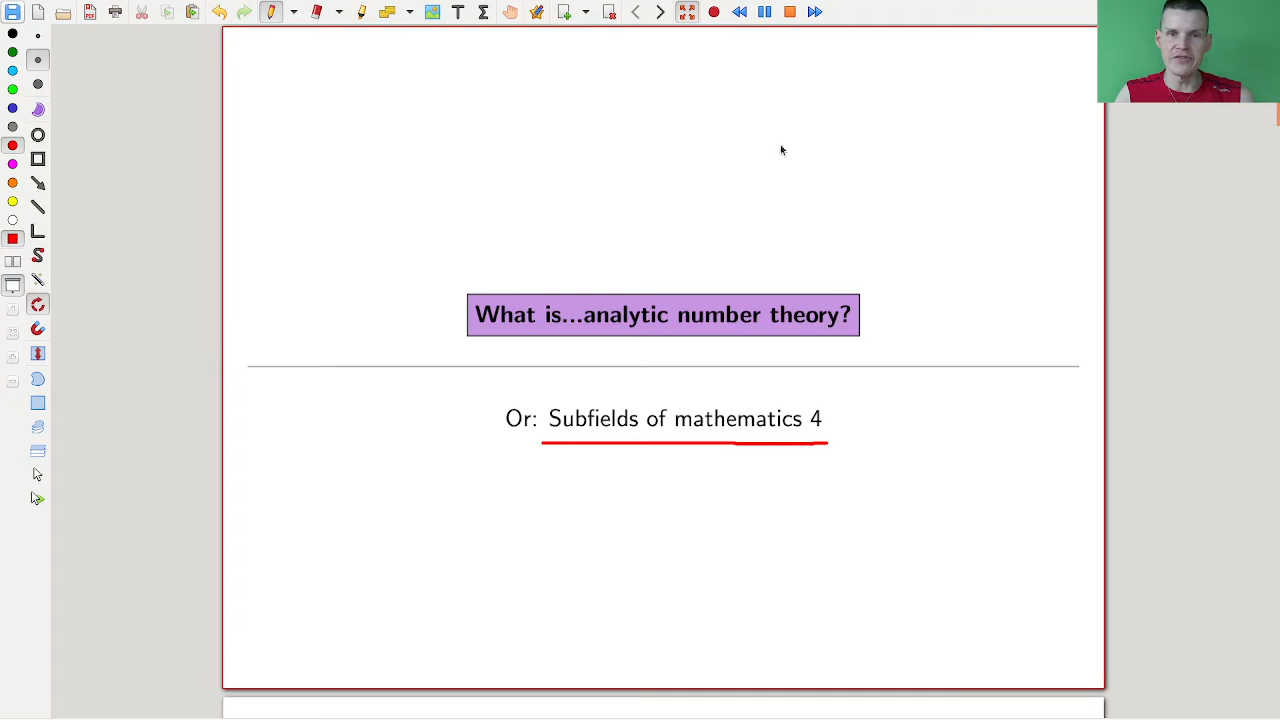 What is...analytic number theory?
Or: Subfields of mathematics 4